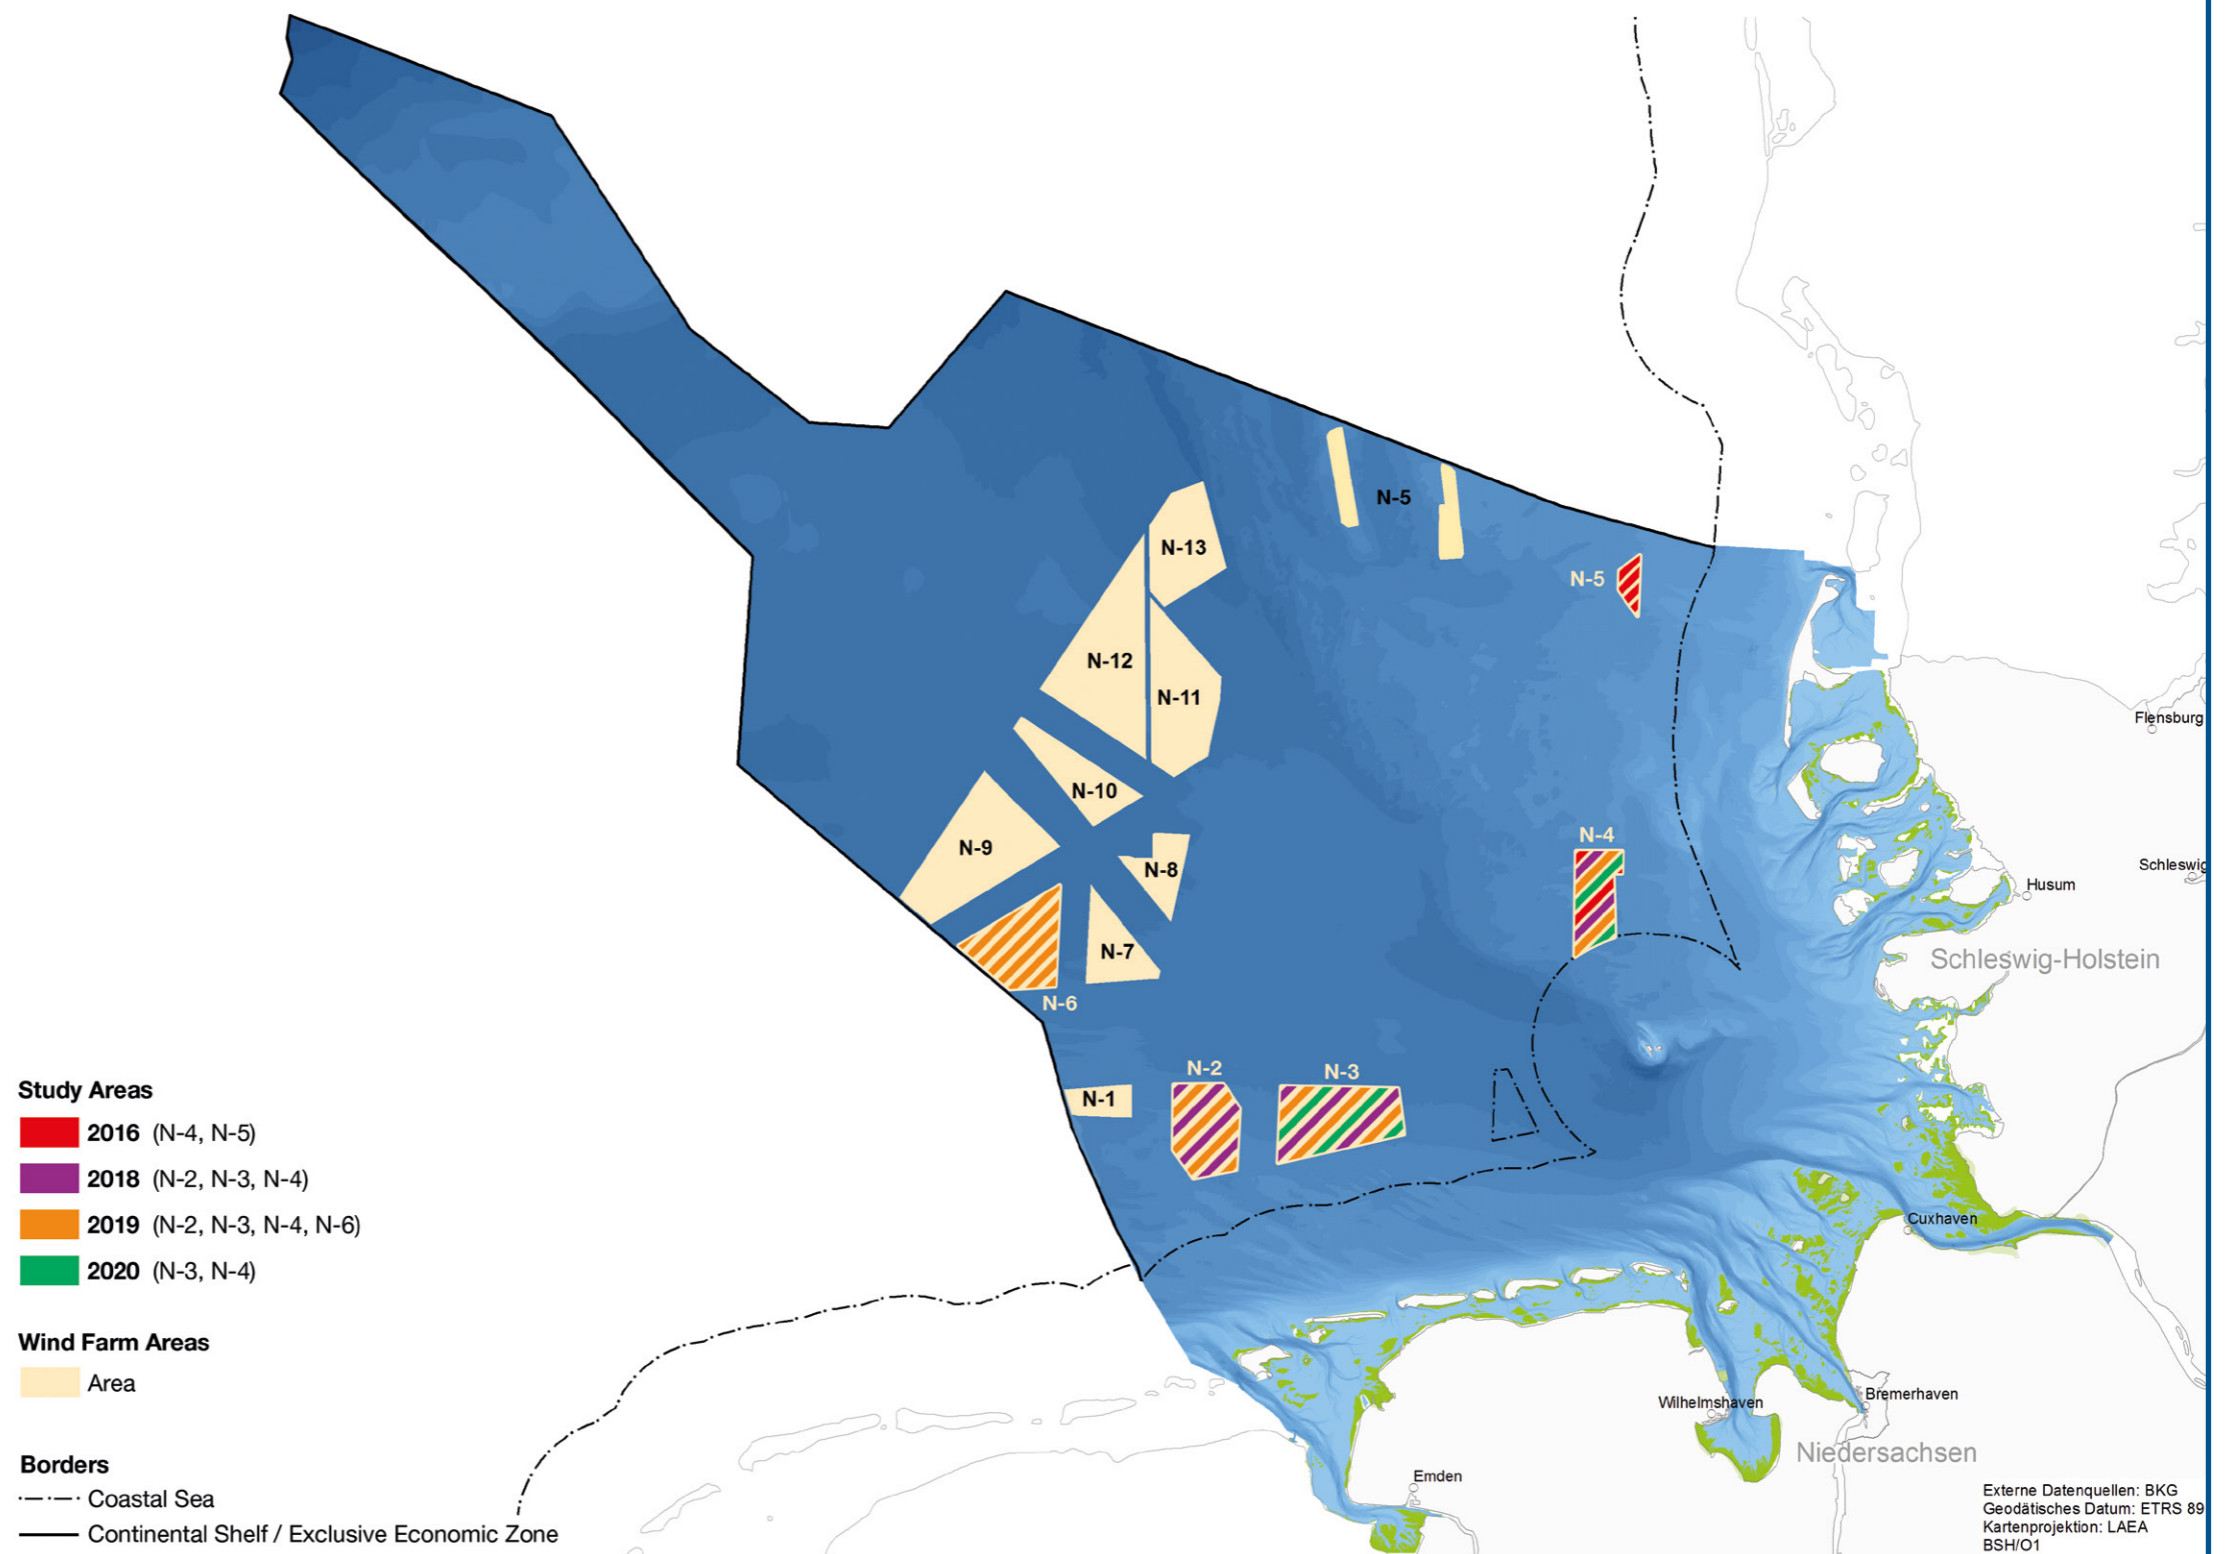 N-5
N-13
N-5
N-12
N-11
Flensburg
N-10
N-4
N-9
N-8
Schleswig
Husum
N-7
Schleswig-Holstein
N-6
N-2
N-3
N-1
Cuxhaven
Study Areas
2016 (N-4, N-5)
2018 (N-2, N-3, N-4)
2019 (N-2, N-3, N-4, N-6)
2020 (N-3, N-4)
Wind Farm Areas
Area
Borders
Coastal Sea
Continental Shelf / Exclusive Economic Zone
Wilhelmshaven
Bremerhaven
Niedersachsen
Emden
Externe Datenquellen: BKG
Geodätisches Datum: ETRS 89
Kartenprojektion: LAEA
BSH/O1